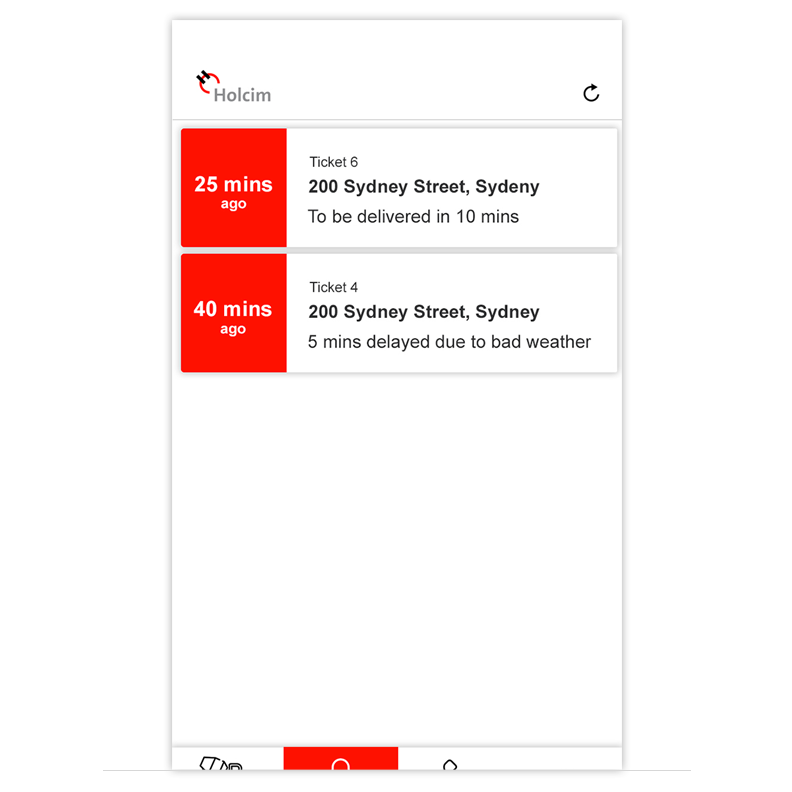 Holcim
25 mins
ago
Ticket 6
200 Sydney Street, Sydeny
To be delivered in 10 mins
40 mins
ago
Ticket 4
200 Sydney Street, Sydney
5 mins delayed due to bad weather